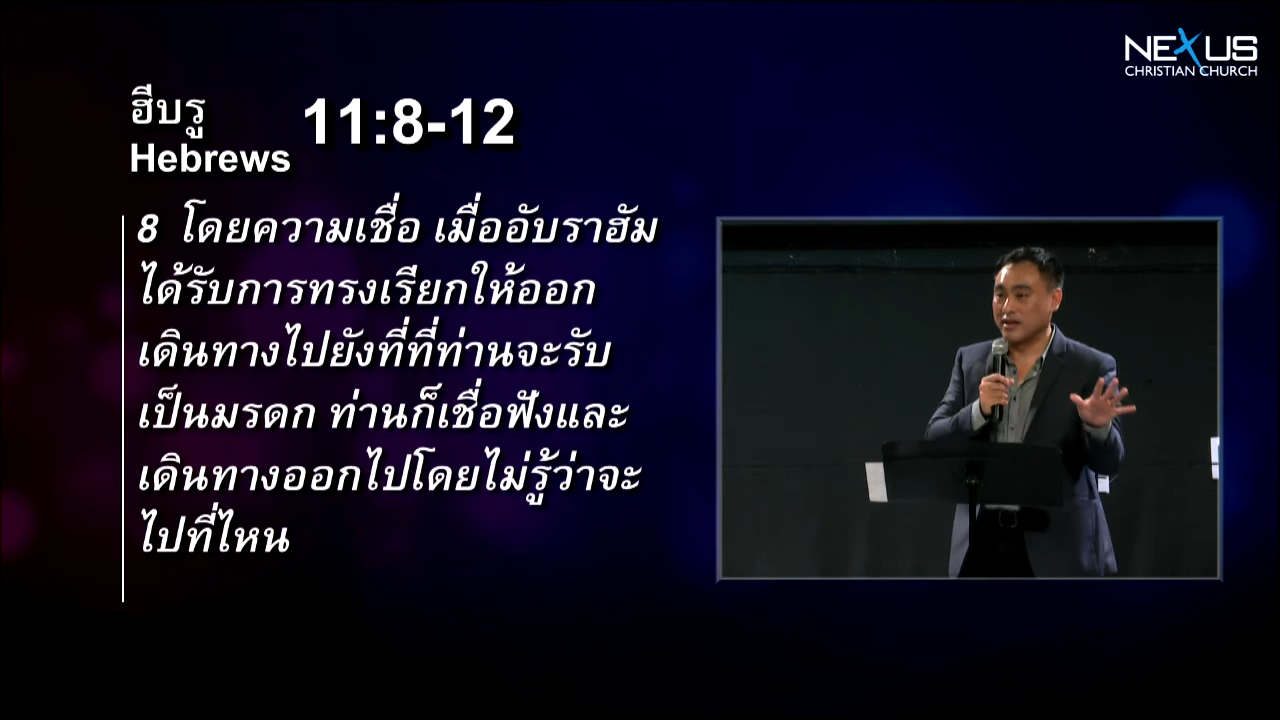 NEXUS
CHRISTIAN CHURCH
ฮีบรู
Hebrews
11:8-12
8 โดยความเชื่อ เมื่ออับราฮัม
ได้รับการทรงเรียกให้ออก
เดินทางไปยังที่ที่ท่านจะรับ
เป็นมรดก ท่านก็เชื่อฟังและ
เดินทางออกไปโดยไม่รู้ว่าจะ
ไปที่ไหน